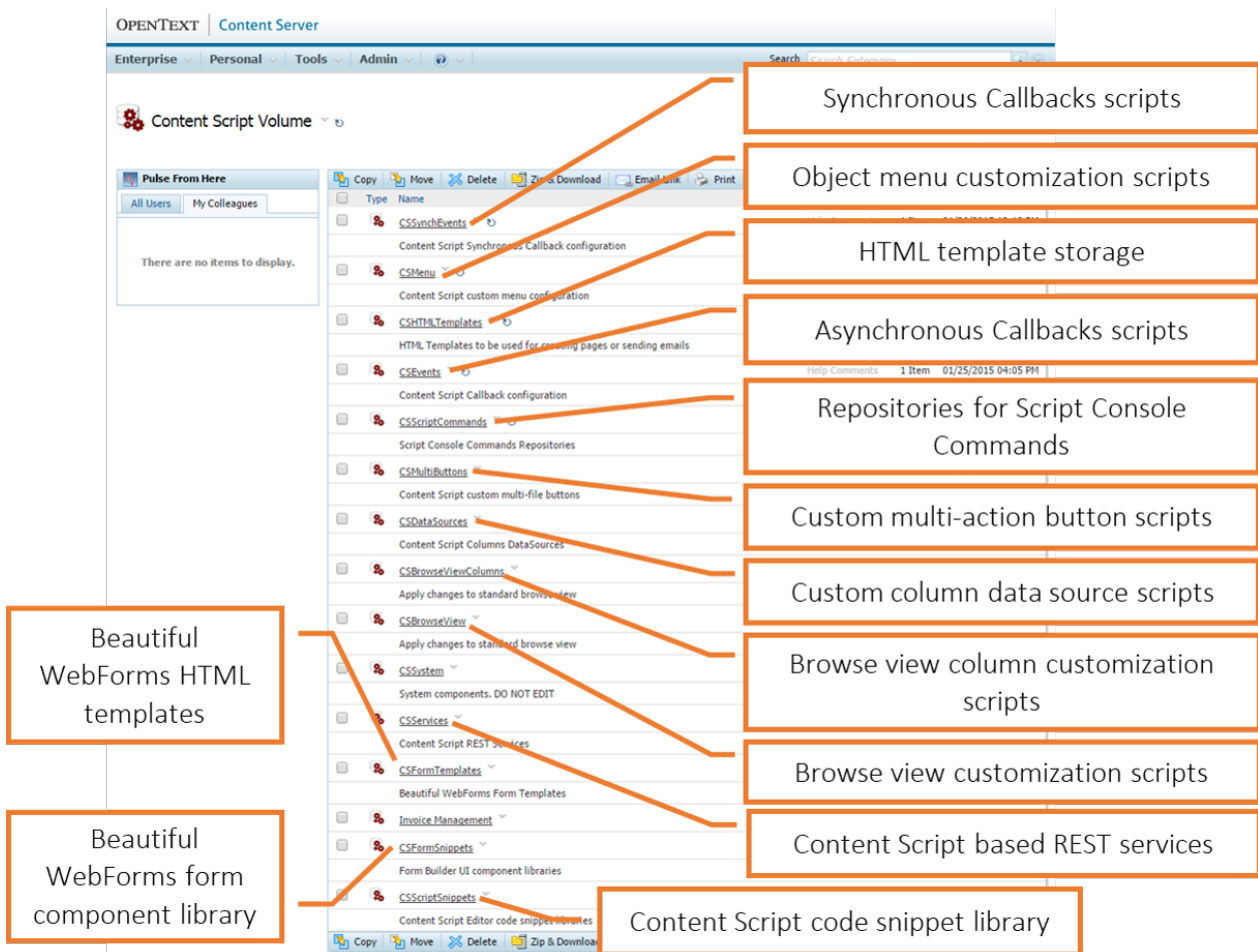 OPENTEXT | Content Server
Enterprise Personal Tools Admin
Search Search Enterprise
Synchronous Callbacks scripts
Content Script Volume
Object menu customization scripts
Pulse From Here
Copy Move Delete Zip & Download Email Link Print
All Users My Colleagues
Type Name
CSSynchEvents
Content Script Synchronous Callback configuration
There are no items to display.
HTML template storage
CSMenu
Content Script custom menu configuration
CSHTMLTemplates
Asynchronous Callbacks scripts
HTML Templates to be used for creating pages or sending emails
CSEvents
Help Comments 1 Item 01/25/2015 04:05 PM
Content Script Callback configuration
Repositories for Script Console
Commands
CSScriptCommands
Script Console Commands Repositories
CSMultiButtons
Content Script custom multi-file buttons
Custom multi-action button scripts
CSDataSources
Content Script Columns DataSources
CSBrowseViewColumns
Custom column data source scripts
Apply changes to standard browse view
CSBrowseView
Apply changes to standard browse view
Beautiful
WebForms HTML
templates
Browse view column customization
scripts
CSSystem
System components. DO NOT EDIT
CSServices
Content Script REST Services
CSFormTemplates
Browse view customization scripts
Beautiful WebForms Form Templates
Invoice Management
Content Script based REST services
CSFormSnippets
Form Builder UI component libraries
Beautiful
WebForms form
component library
CSScriptSnippets
Content Script Editor code snippet libraries
Content Script code snippet library
Copy Move Delete Zip & Download